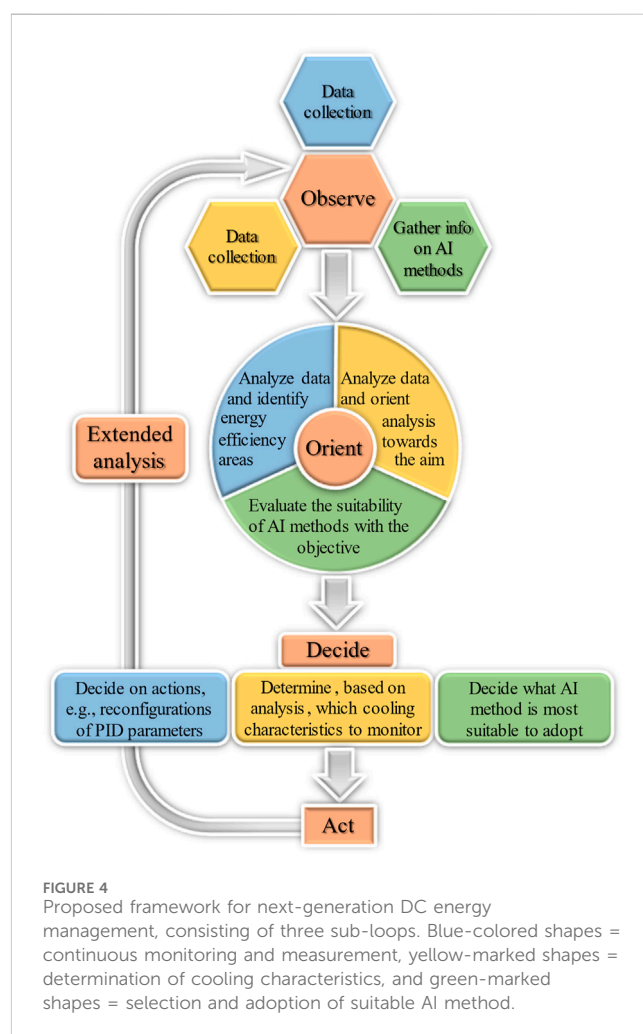 Data
collection
Observe
Data
collection
Gather info
on AI
methods
Analyze data
and identify
energy
efficiency
areas
Analyze data
and orient
analysis
towards
the aim
Orient
Evaluate the suitability
of AI methods with the
objective
Extended
analysis
Decide
Decide on actions,
e.g., reconfigurations
of PID parameters
Determine , based on
analysis , which cooling
characteristics to monitor
Decide what AI
method is most
suitable to adopt
Act
FIGURE 4
Proposed framework for next-generation DC energy
management, consisting of three sub-loops. Blue-colored shapes =
continuous monitoring and measurement, yellow-marked shapes =
determination of cooling characteristics, and green-marked
shapes = selection and adoption of suitable AI method.